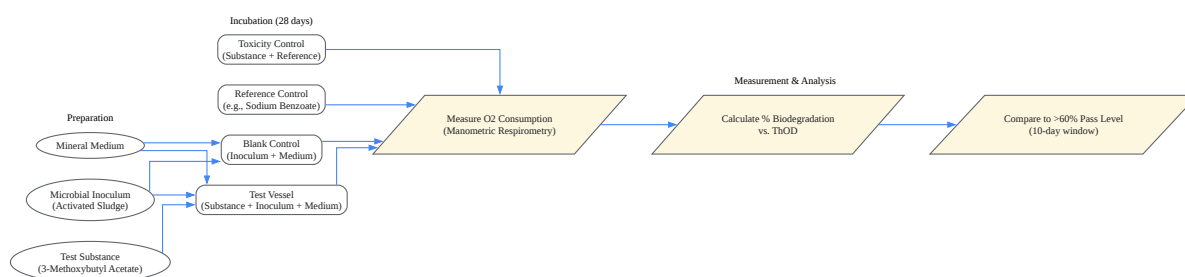 Incubation (28 days)
Toxicity Control
(Substance + Reference)
Reference Control
(e.g., Sodium Benzoate)
Preparation
Mineral Medium
Blank Control
(Inoculum + Medium)
Microbial Inoculum
(Activated Sludge)
Test Vessel
(Substance + Inoculum + Medium)
Test Substance
(3-Methoxybutyl Acetate)
Measure O2 Consumption
(Manometric Respirometry)
Measurement & Analysis
Calculate % Biodegradation
vs. ThOD
Compare to >60% Pass Level
(10-day window)